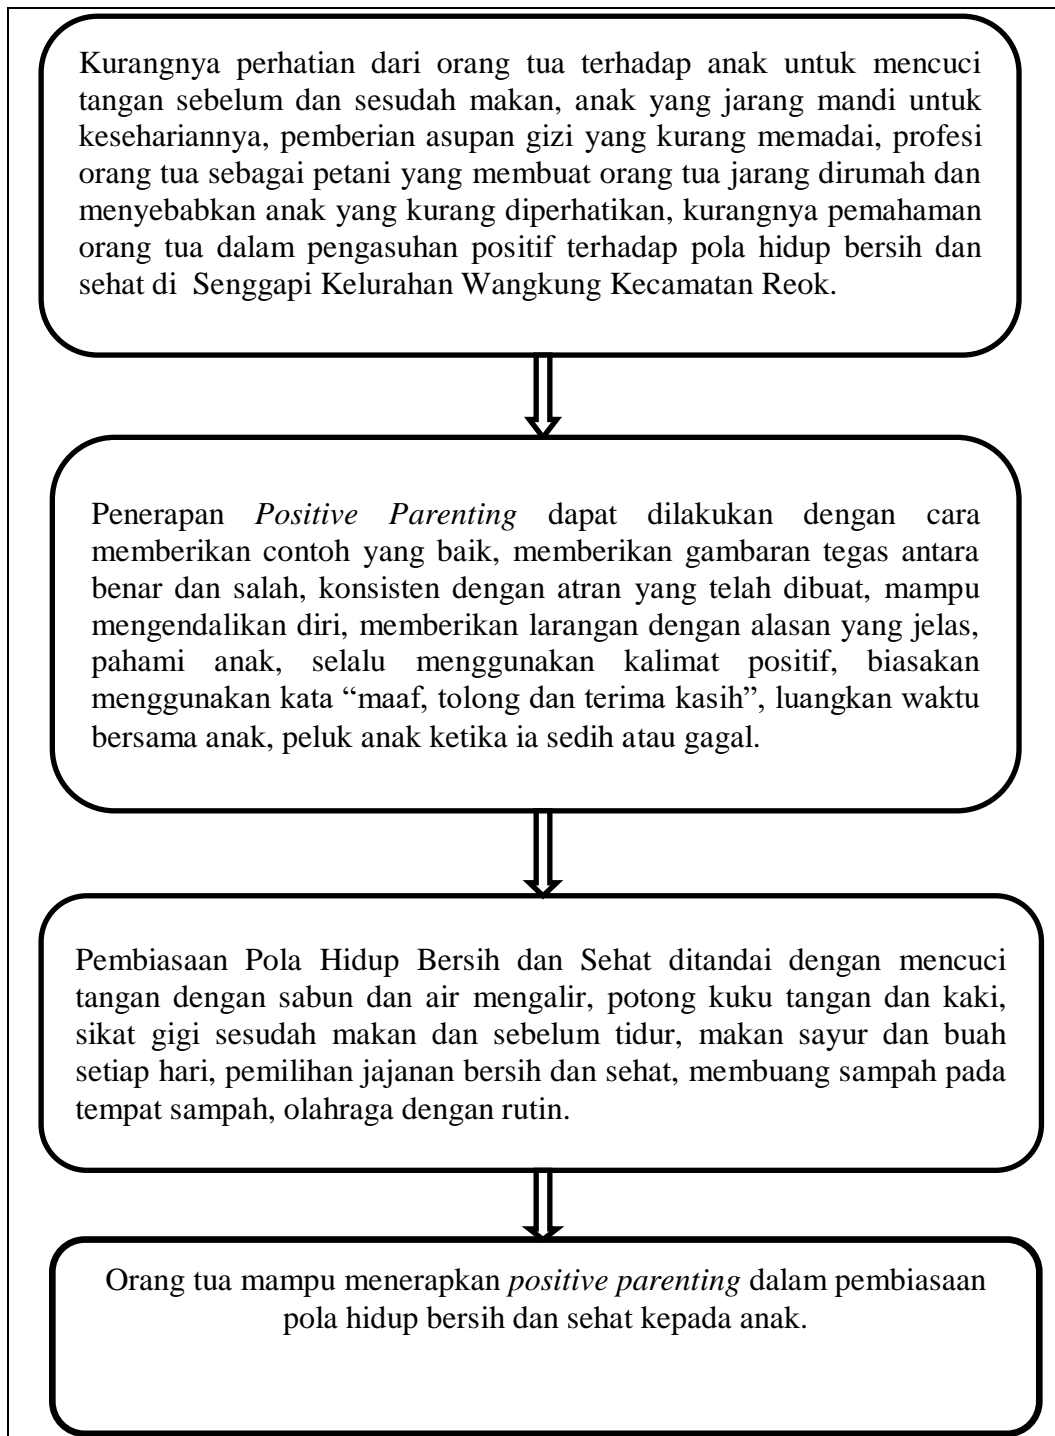 Kurangnya perhatian dari orang tua terhadap anak untuk mencuci
tangan sebelum dan sesudah makan, anak yang jarang mandi untuk
kesehariannya, pemberian asupan gizi yang kurang memadai, profesi
orang tua sebagai petani yang membuat orang tua jarang dirumah dan
menyebabkan anak yang kurang diperhatikan, kurangnya pemahaman
orang tua dalam pengasuhan positif terhadap pola hidup bersih dan
sehat di Senggapi Kelurahan Wangkung Kecamatan Reok.
Penerapan Positive Parenting dapat dilakukan dengan cara
memberikan contoh yang baik, memberikan gambaran tegas antara
benar dan salah, konsisten dengan atran yang telah dibuat, mampu
mengendalikan diri, memberikan larangan dengan alasan yang jelas,
pahami anak, selalu menggunakan kalimat positif, biasakan
menggunakan kata “maaf, tolong dan terima kasih”, luangkan waktu
bersama anak, peluk anak ketika ia sedih atau gagal.
Pembiasaan Pola Hidup Bersih dan Sehat ditandai dengan mencuci
tangan dengan sabun dan air mengalir, potong kuku tangan dan kaki,
sikat gigi sesudah makan dan sebelum tidur, makan sayur dan buah
setiap hari, pemilihan jajanan bersih dan sehat, membuang sampah pada
tempat sampah, olahraga dengan rutin.
Orang tua mampu menerapkan positive parenting dalam pembiasaan
pola hidup bersih dan sehat kepada anak.